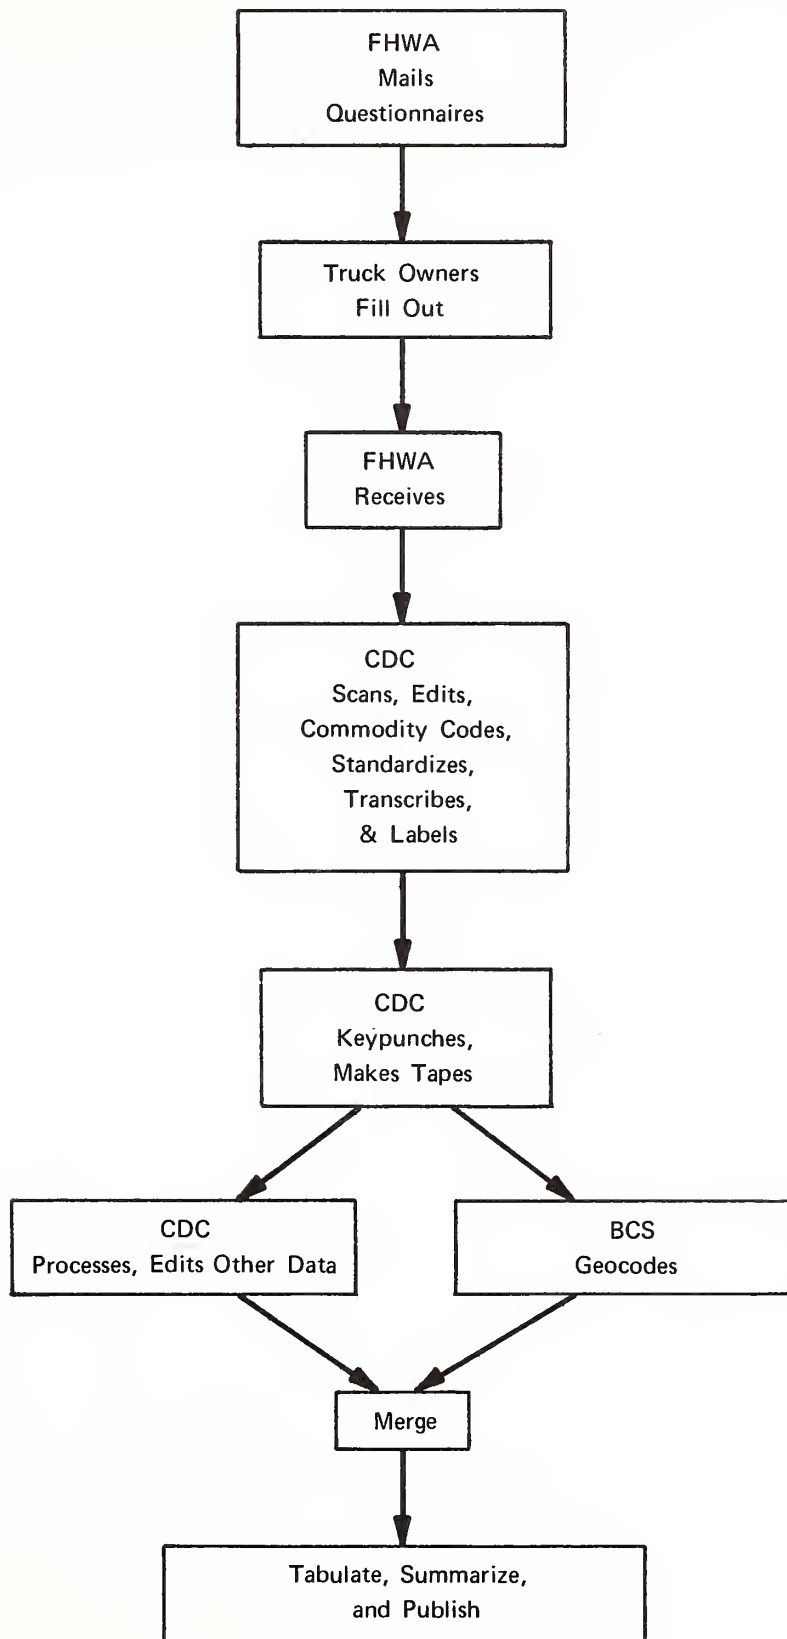 FHWA
Mails
Questionnaires
Truck Owners
Fill Out
FHWA
Receives
CDC
Scans, Edits,
Commodity Codes,
Standardizes,
Transcribes,
& Labels
CDC
Keypunches,
Makes Tapes
CDC
Processes, Edits Other Data
BCS
Geocodes
Merge
Tabulate, Summarize,
and Publish